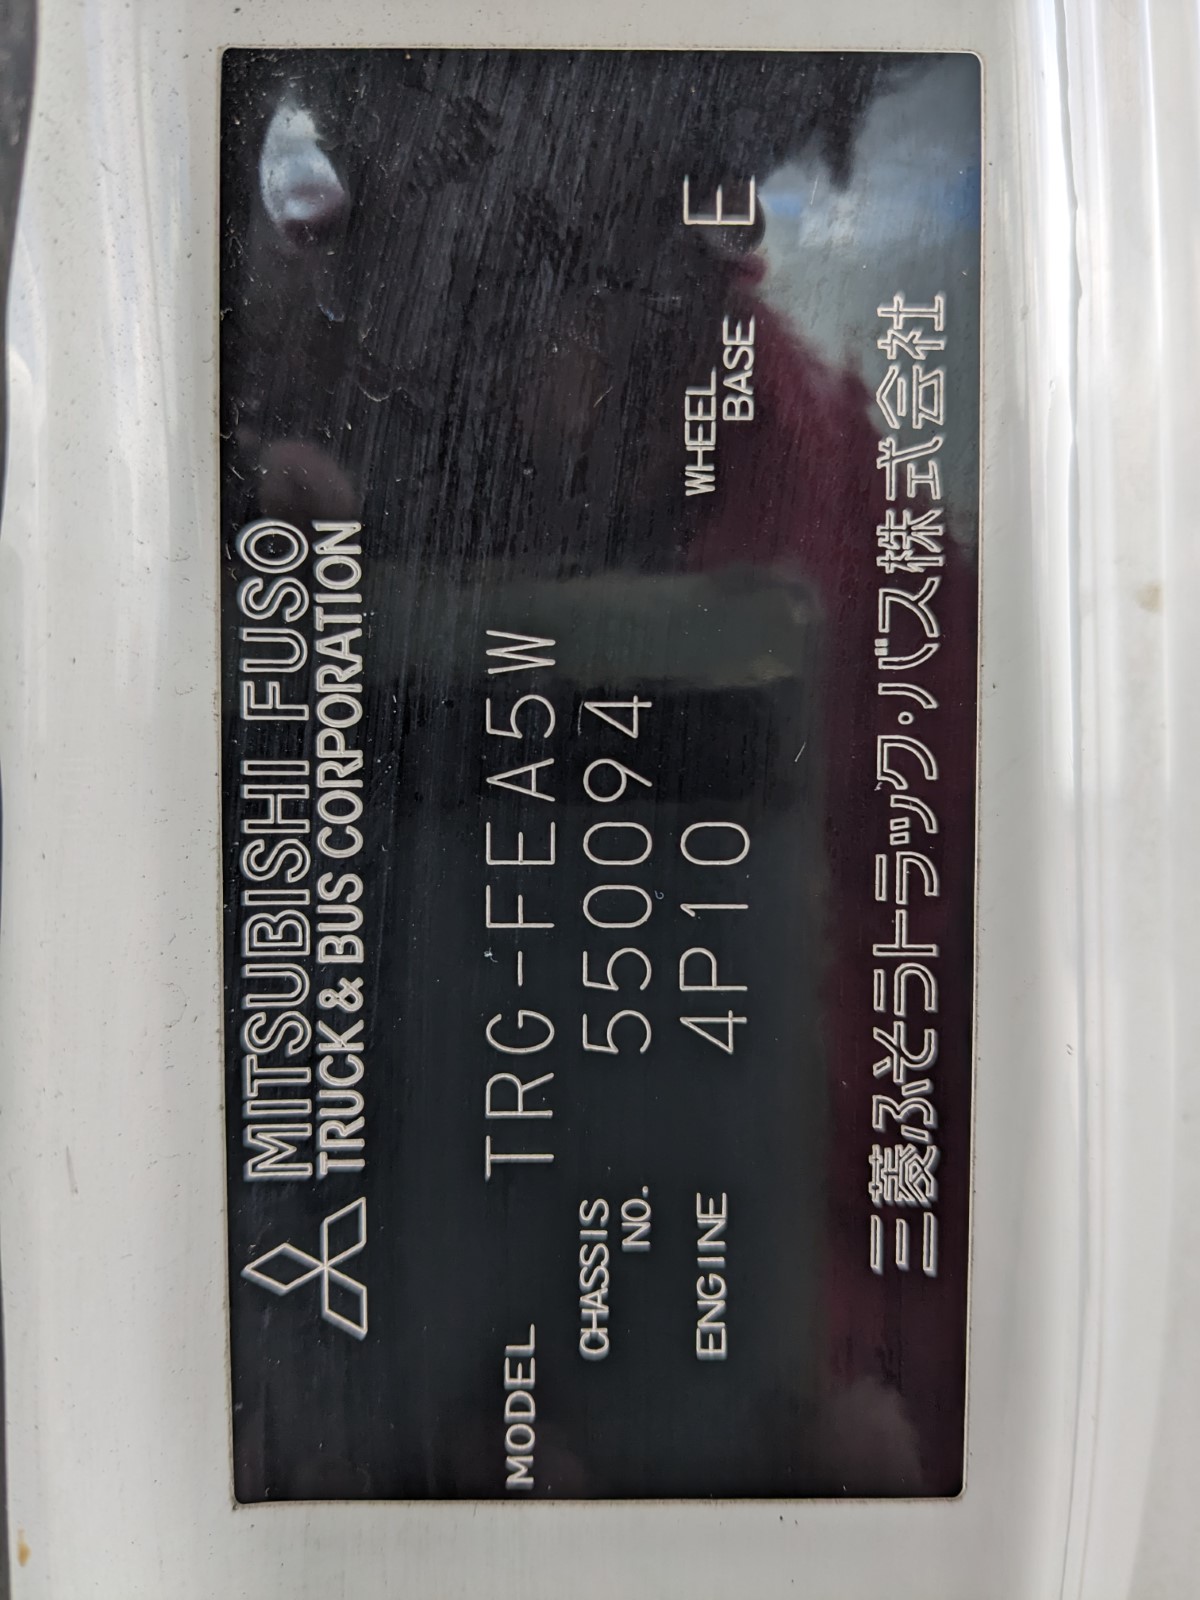 MITSUBISHI FUSO
TRUCK & BUS CORPORATION
MODEL TRG-FEA5W
CHASSIS NO. 550094
ENGINE 4P10 WHEEL BASE E
三菱ふそうトラック・バス株式会社